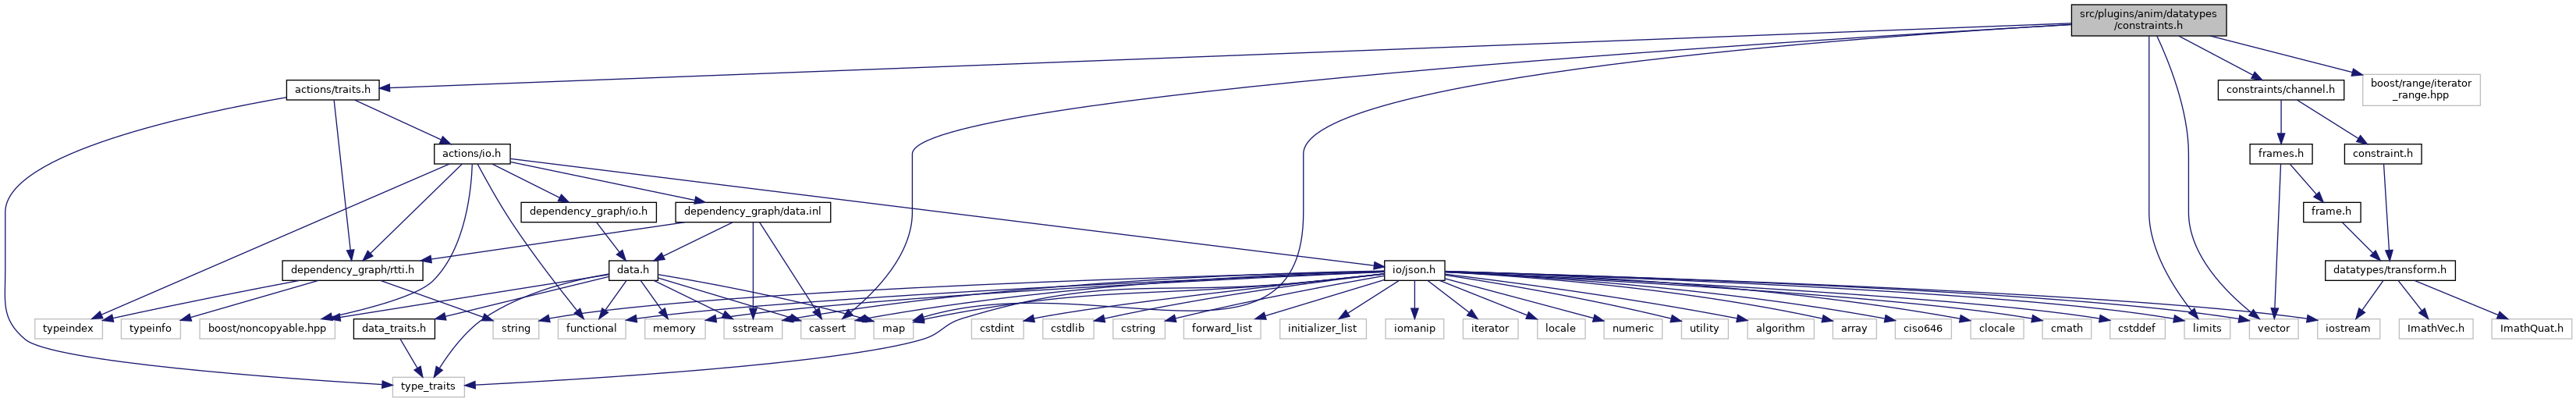 src/plugins/anim/datatypes
/constraints.h
actions/traits.h
constraints/channel.h
boost/range/iterator
_range.hpp
actions/io.h
frames.h
constraint.h
dependency_graph/io.h
dependency_graph/data.inl
frame.h
dependency_graph/rtti.h
data.h
io/json.h
datatypes/transform.h
typeindex
typeinfo
boost/noncopyable.hpp
data_traits.h
string
functional
memory
sstream
cassert
map
cstdint
cstdlib
cstring
forward_list
initializer_list
iomanip
iterator
locale
numeric
utility
algorithm
array
ciso646
clocale
cmath
cstddef
limits
vector
iostream
ImathVec.h
ImathQuat.h
type_traits